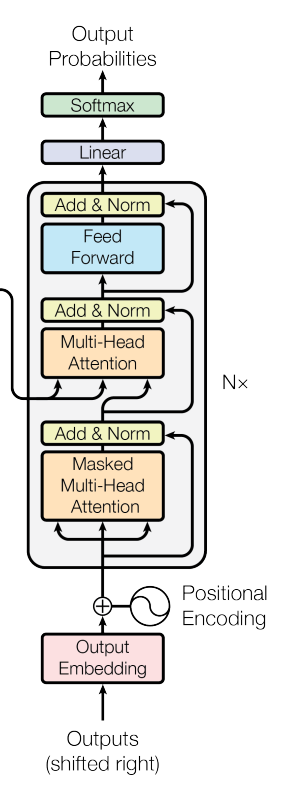 Output
Probabilities
Softmax
Linear
Add & Norm
Feed
Forward
Add & Norm
Multi-Head
Attention
N×
Add & Norm
Masked
Multi-Head
Attention
Positional
Encoding
Output
Embedding
Outputs
(shifted right)